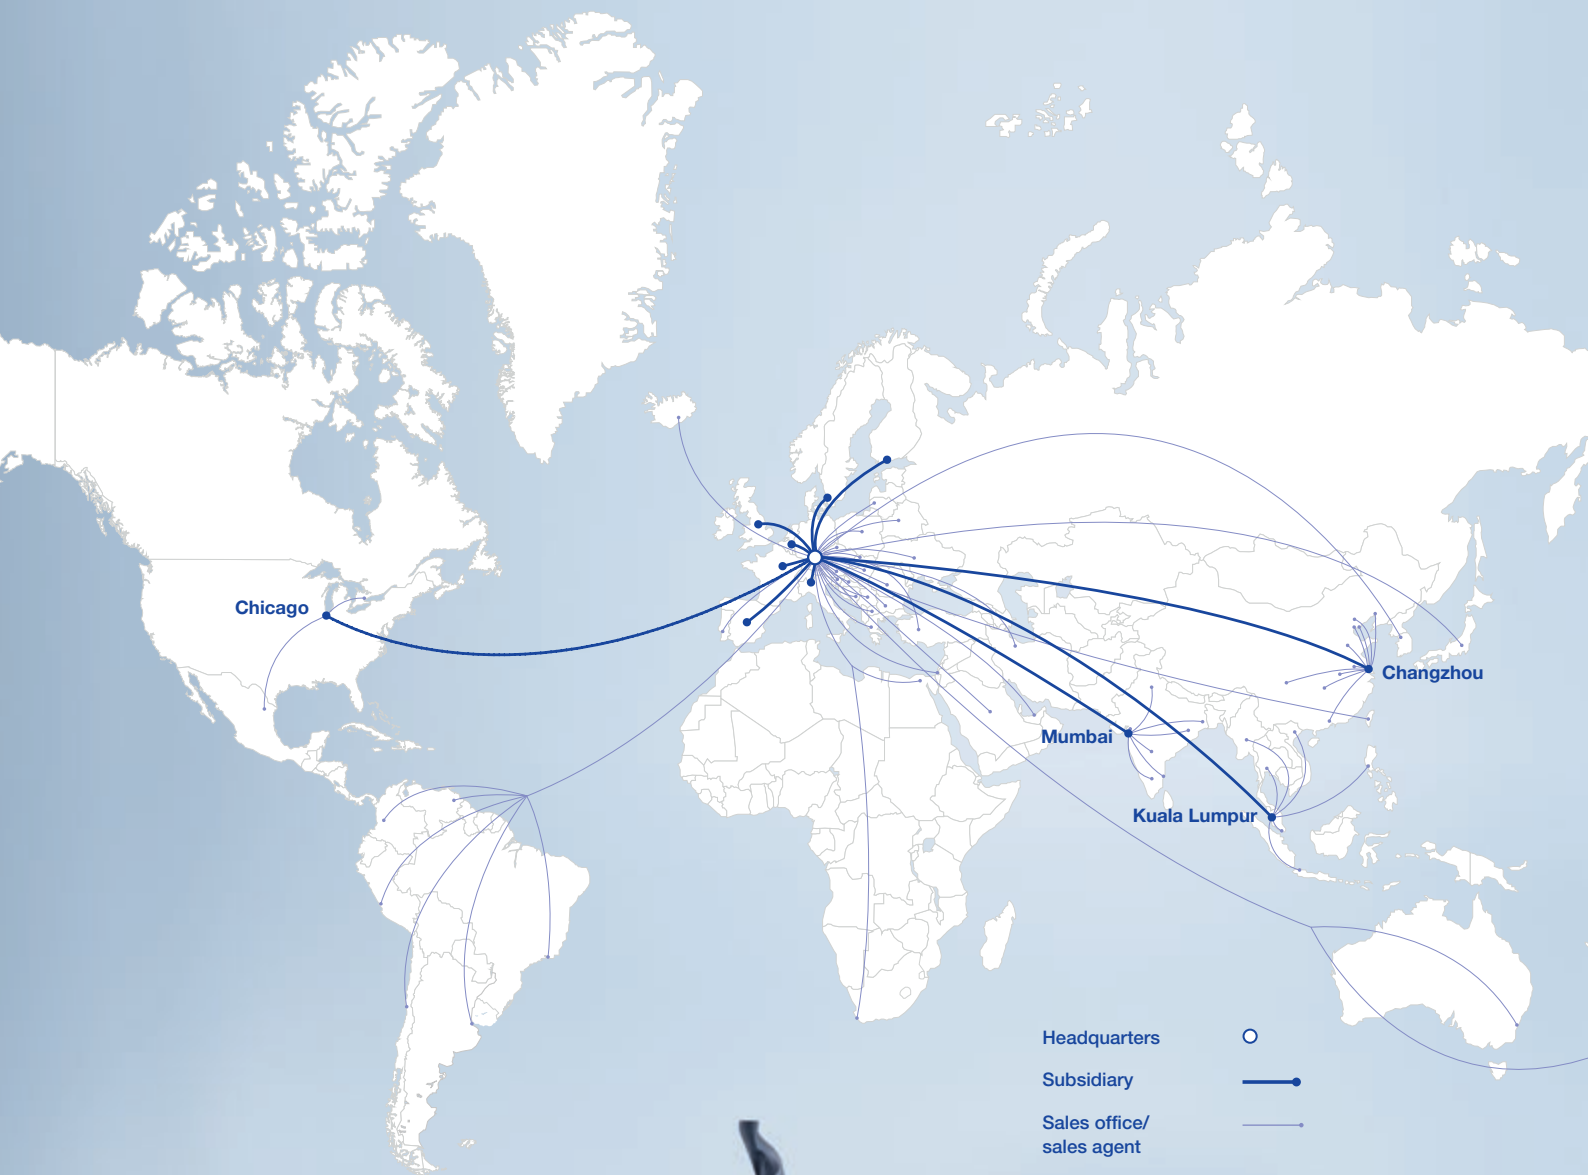 Chicago
Changzhou
Mumbai
Kuala Lumpur
Headquarters
Subsidiary
Sales office/
sales agent